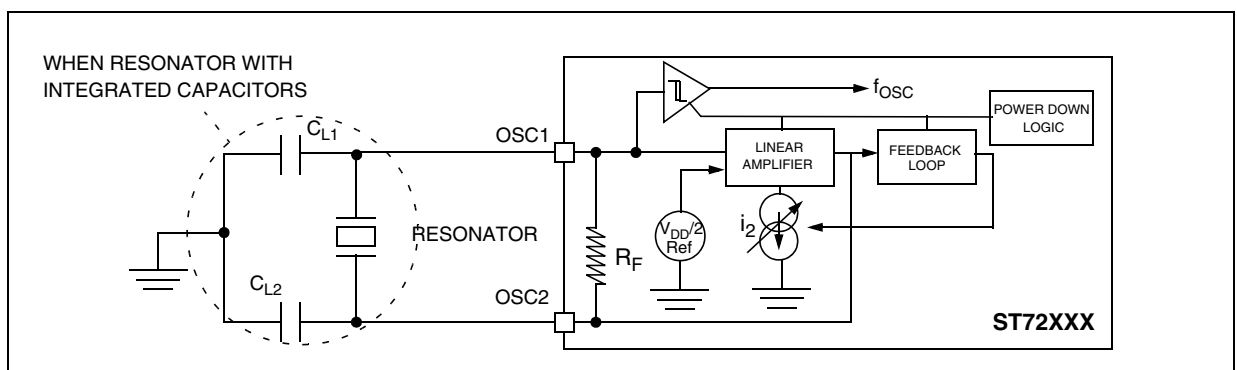 WHEN RESONATOR WITH
INTEGRATED CAPACITORS
CL1
OSC1
fOSC
POWER DOWN
LOGIC
LINEAR
AMPLIFIER
FEEDBACK
LOOP
RESONATOR
RF
VDD/2
Ref
i2
CL2
OSC2
ST72XXX